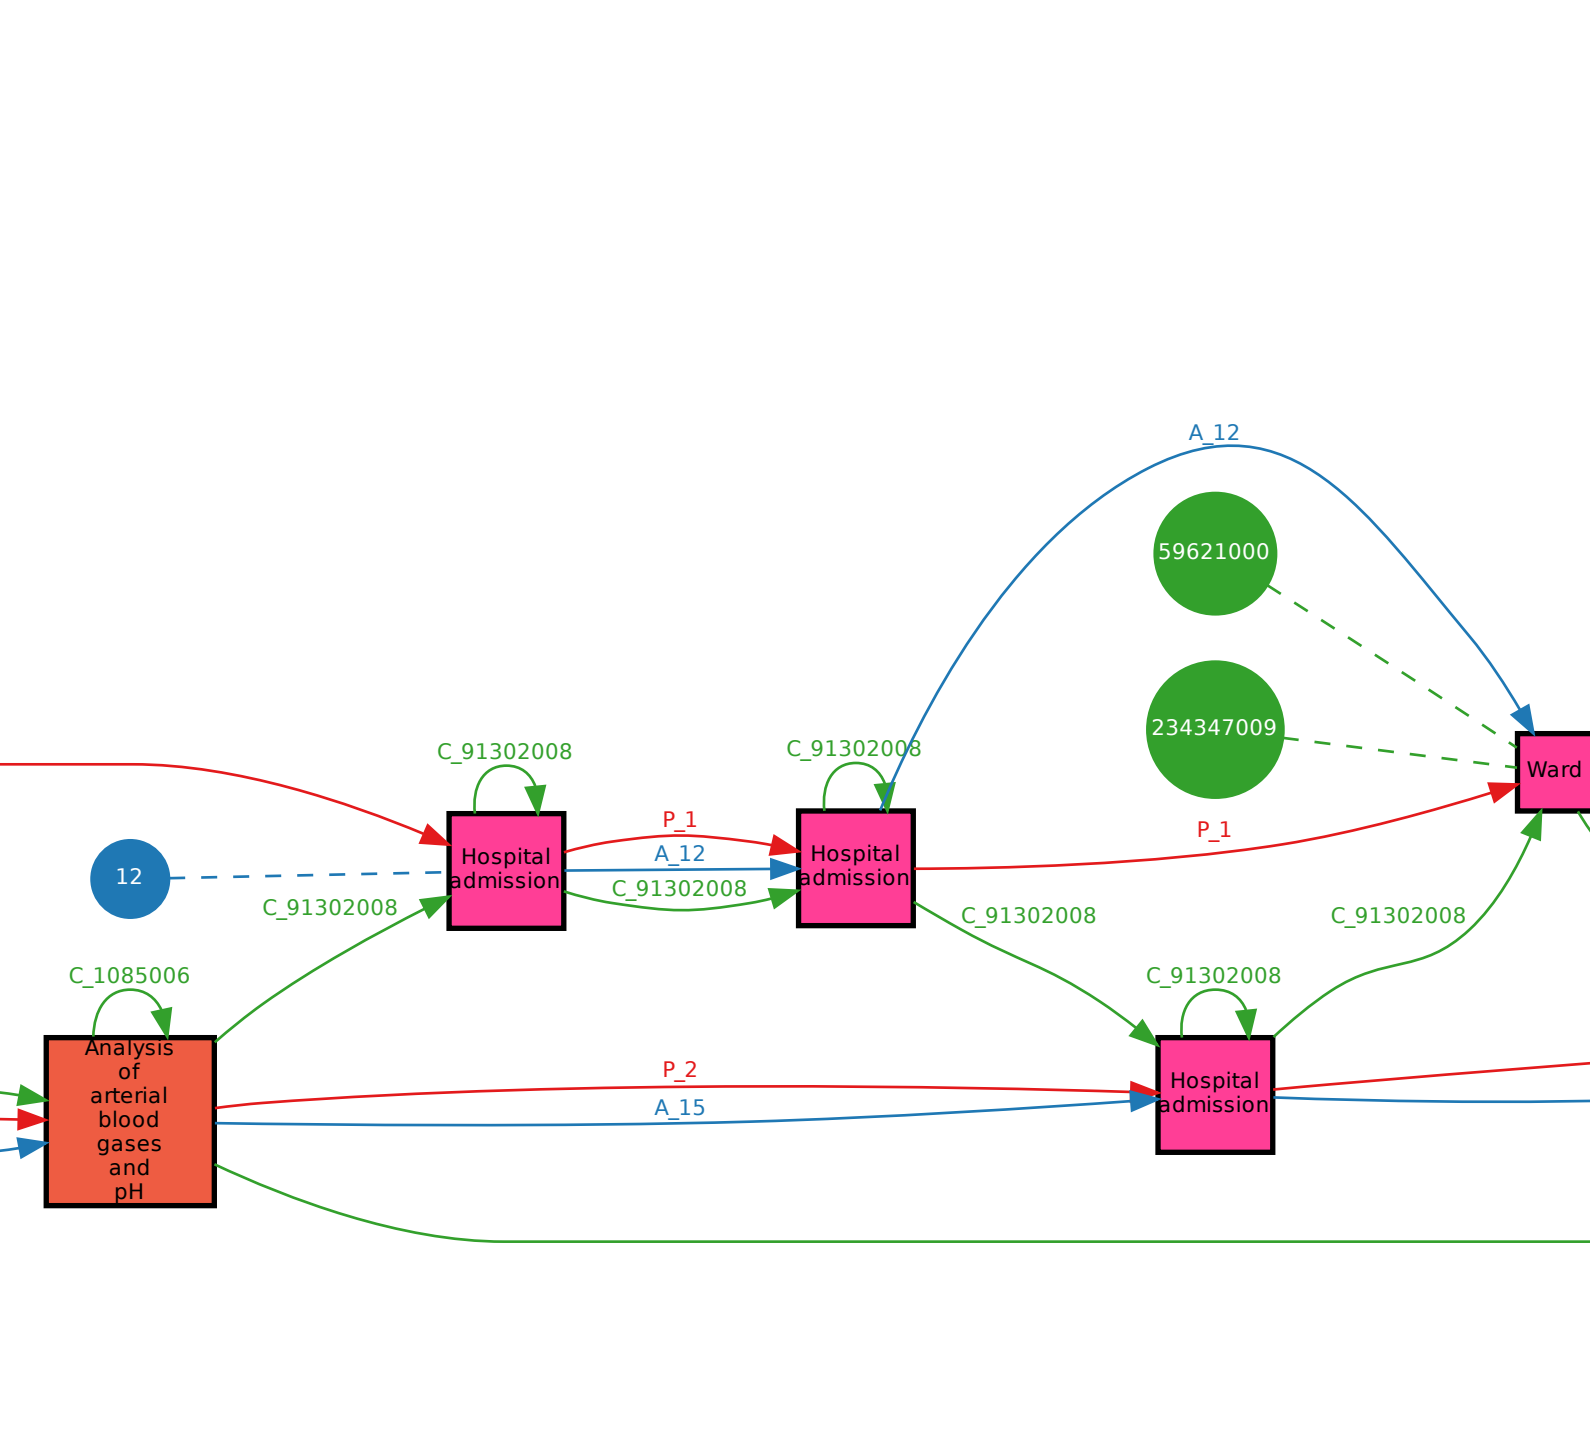 A_12
59621000
234347009
C_91302008
C_91302008
Ward
P_1
P_1
Hospital
admission
A_12
Hospital
admission
12
C_91302008
C_91302008
C_91302008
C_91302008
C_1085006
C_91302008
Analysis
of
arterial
blood
gases
and
pH
P_2
A_15
Hospital
admission